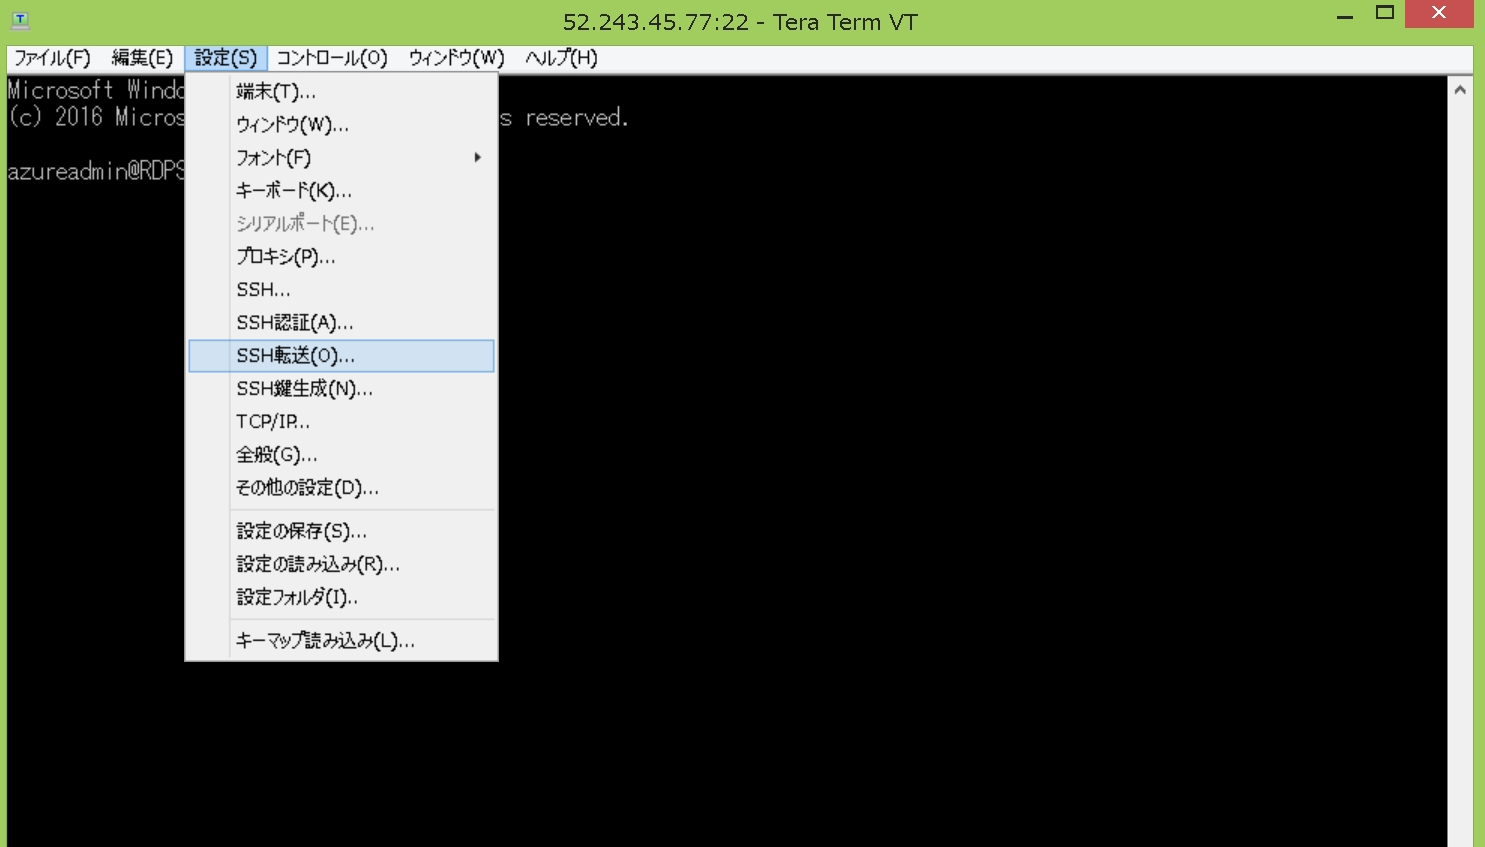 52.243.45.77:22 - Tera Term VT
ファイル(F) 編集(E) 設定(S) コントロール(O) ウィンドウ(W) ヘルプ(H)
Microsoft Windo
(c) 2016 Micros s reserved.
azureadmin@RDPS
端末(T)...
ウィンドウ(W)...
フォント(F)
キーボード(K)...
シリアルポート(E)...
プロキシ(P)...
SSH...
SSH認証(A)...
SSH転送(O)...
SSH鍵生成(N)...
TCP/IP...
全般(G)...
その他の設定(D)...
設定の保存(S)...
設定の読み込み(R)...
設定フォルダ(I)..
キーマップ読み込み(L)...